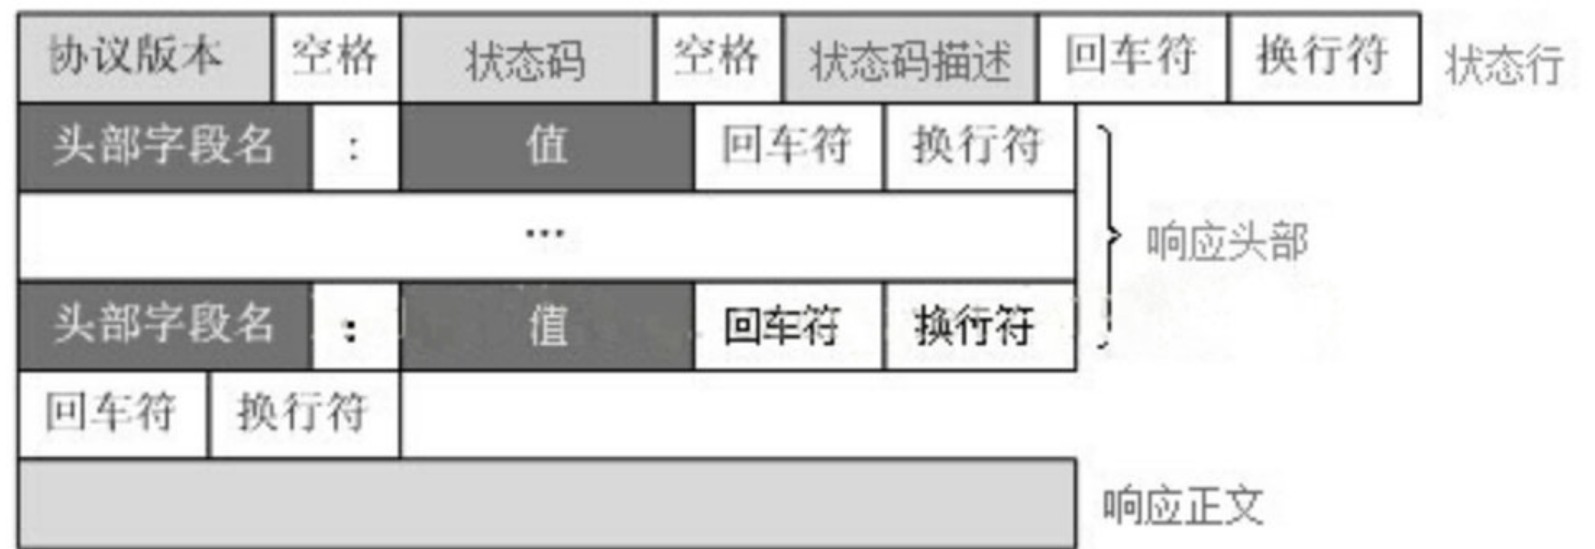 协议版本 空格 状态码 空格 状态码描述 回车符 换行符 状态行
头部字段名 : 值 回车符 换行符
...
响应头部
头部字段名 : 值 回车符 换行符
回车符 换行符
响应正文